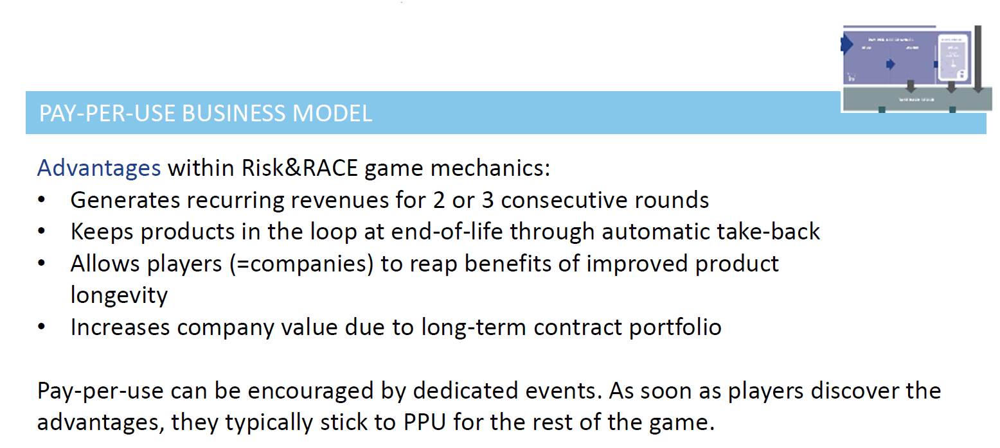 PAY-PER-USE BUSINESS MODEL
Advantages within Risk&RACE game mechanics:
• Generates recurring revenues for 2 or 3 consecutive rounds
• Keeps products in the loop at end-of-life through automatic take-back
• Allows players (=companies) to reap benefits of improved product
longevity
• Increases company value due to long-term contract portfolio
Pay-per-use can be encouraged by dedicated events. As soon as players discover the
advantages, they typically stick to PPU for the rest of the game.